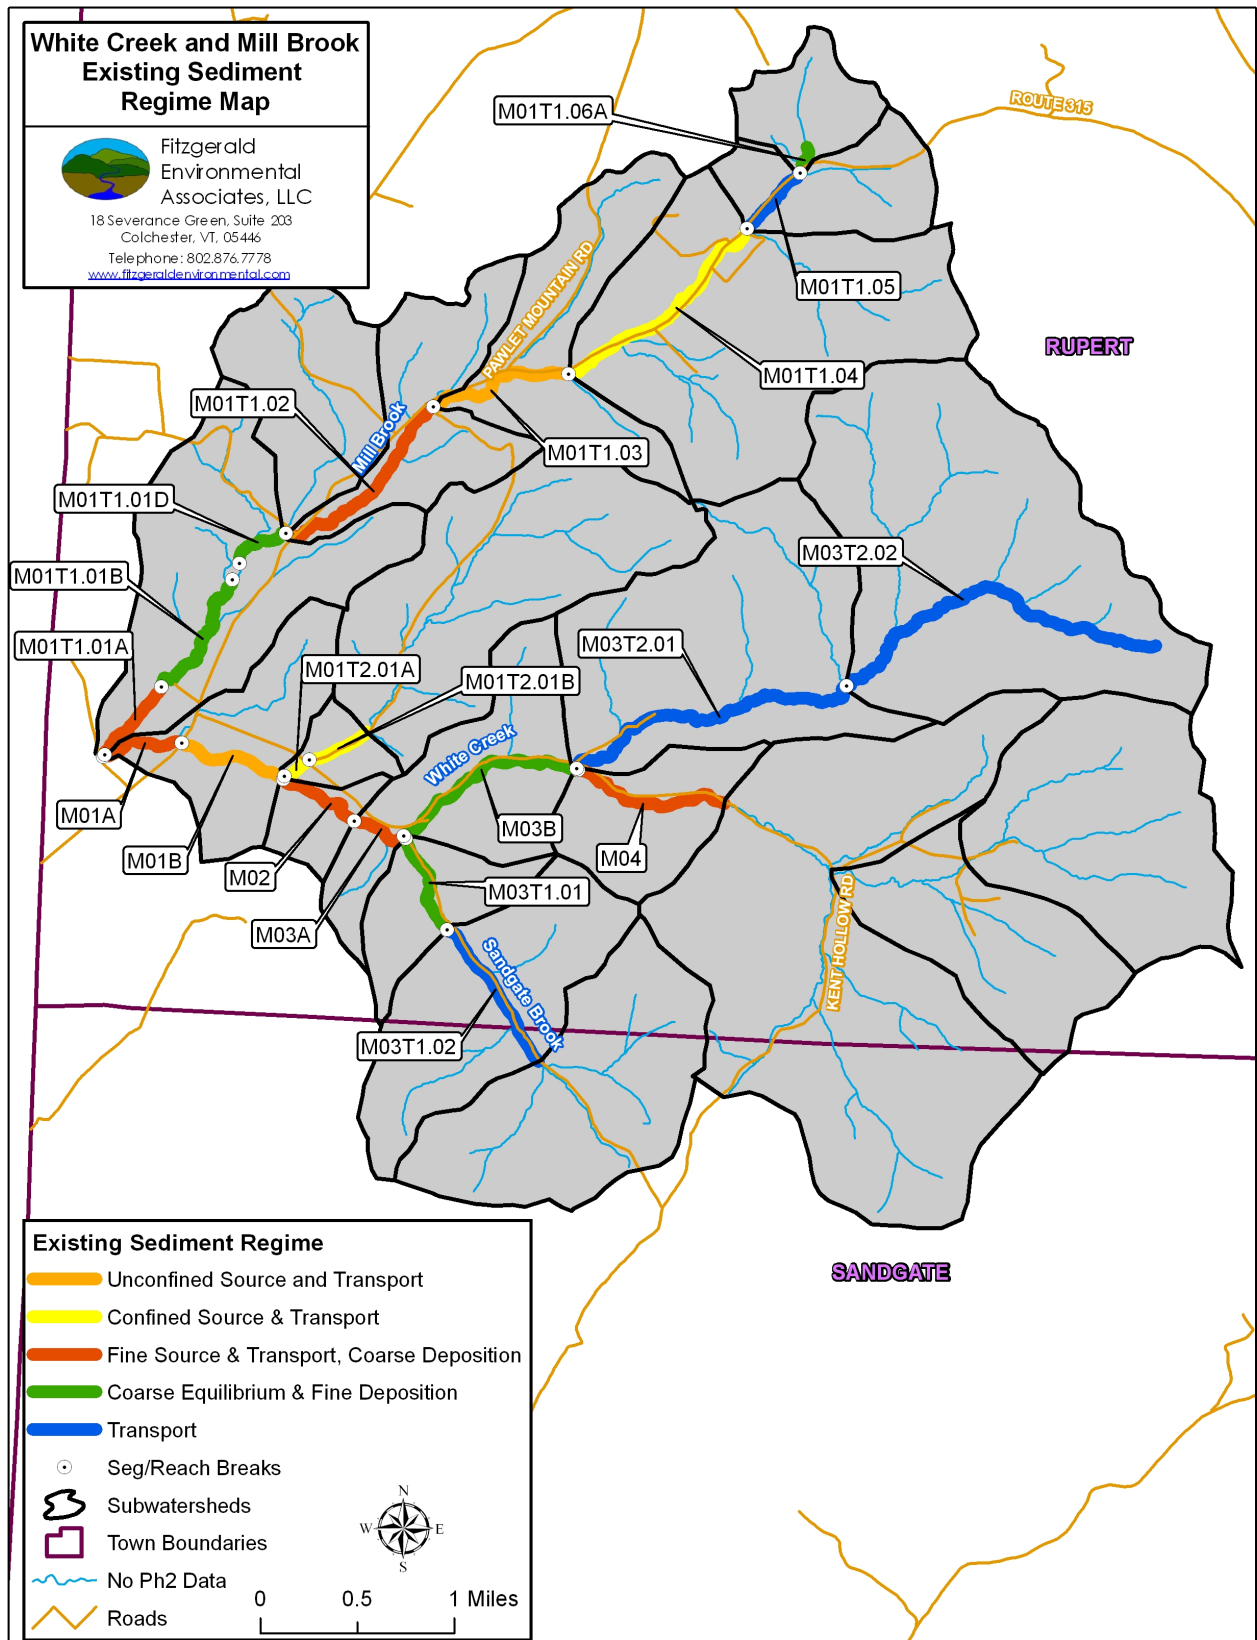 White Creek and Mill Brook
Existing Sediment
Regime Map
Fitzgerald
Environmental
Associates, LLC
18 Severance Green, Suite 203
Colchester, VT, 05446
Telephone: 802.876.7778
www.fitzgeraldenvironmental.com
M01T1.06A
ROUTE 315
M01T1.05
PAWLET MOUNTAIN RD
RUPERT
M01T1.04
M01T1.02
Mill Brook
M01T1.03
M01T1.01D
M03T2.02
M01T1.01B
M01T1.01A
M03T2.01
M01T2.01A
M01T2.01B
White Creek
M01A
M03B
M01B
M04
M02
M03T1.01
KENT HOLLOW RD
M03A
Sandgate Brook
M03T1.02
SANDGATE
Existing Sediment Regime
Unconfined Source and Transport
Confined Source & Transport
Fine Source & Transport, Coarse Deposition
Coarse Equilibrium & Fine Deposition
Transport
Seg/Reach Breaks
Subwatersheds
Town Boundaries
No Ph2 Data
Roads
N
W E
S
0 0.5 1 Miles